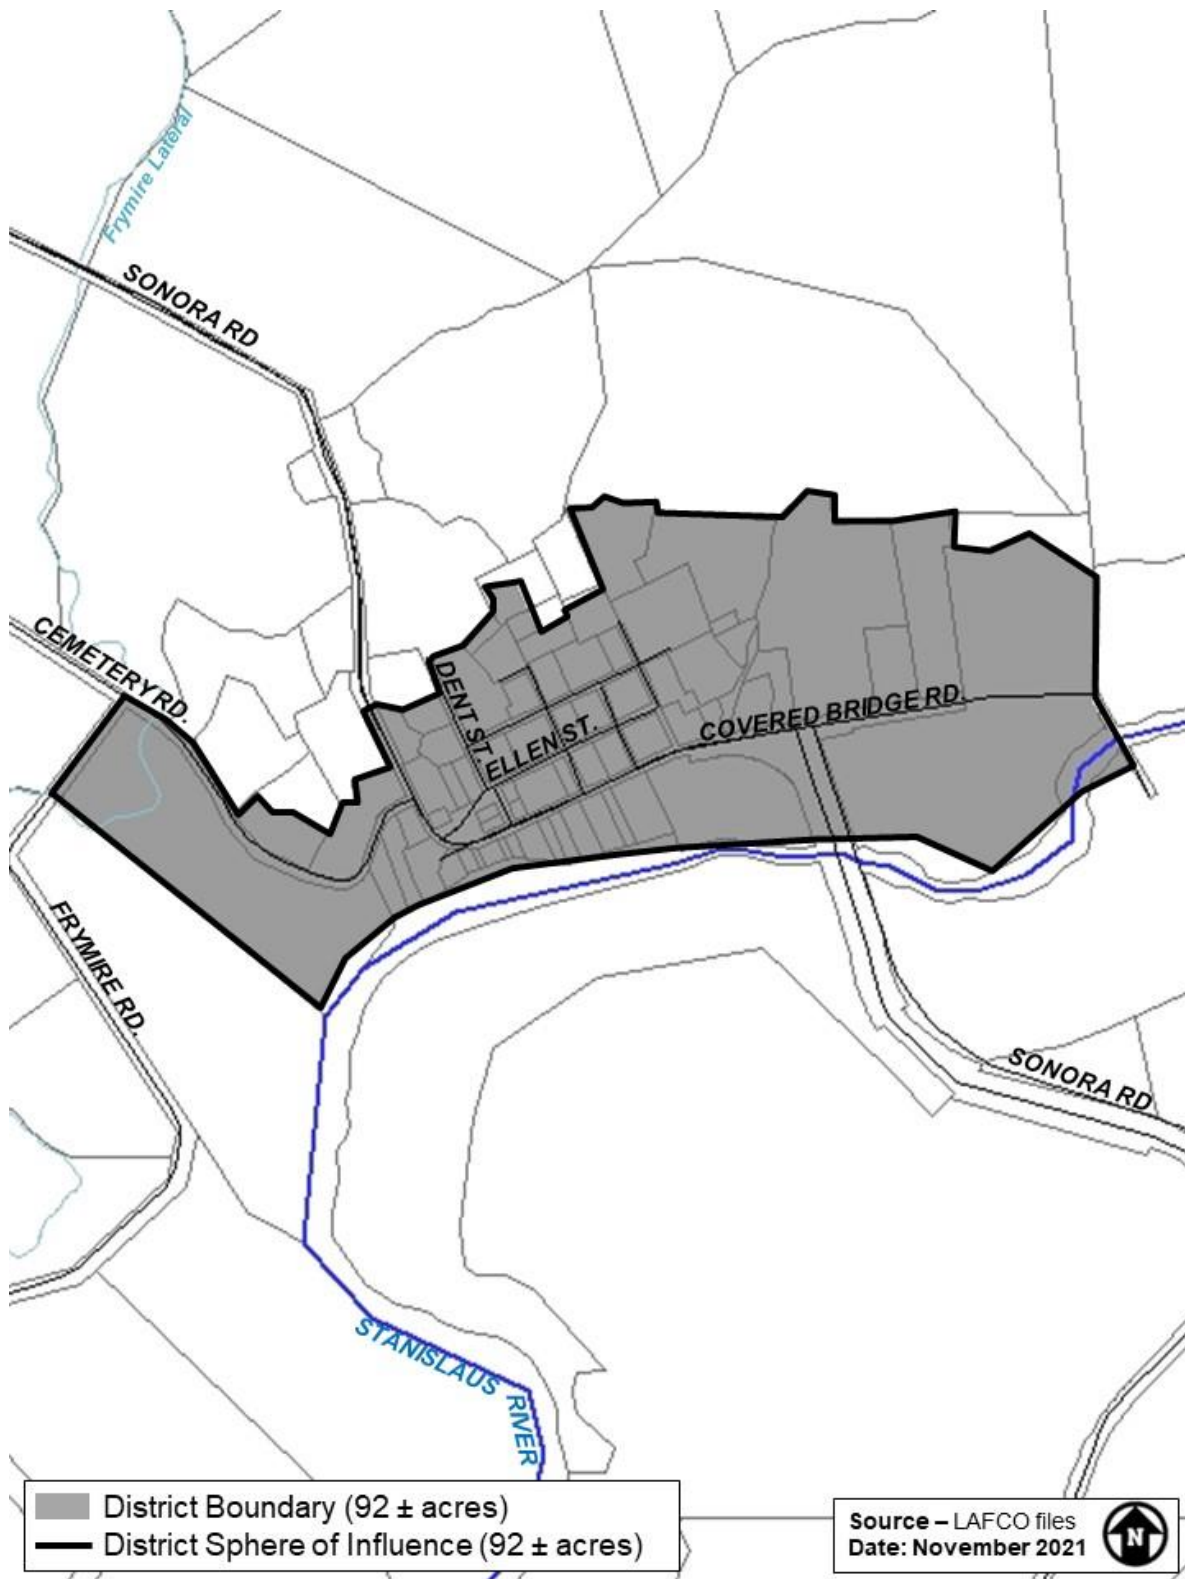 Frymire Lateral
SONORA RD
CEMETERY RD.
DENT ST.
ELLEN ST.
COVERED BRIDGE RD.
FRYMIRE RD.
SONORA RD
STANISLAUS RIVER
District Boundary (92 ± acres)
District Sphere of Influence (92 ± acres)
Source – LAFCO files
Date: November 2021
N